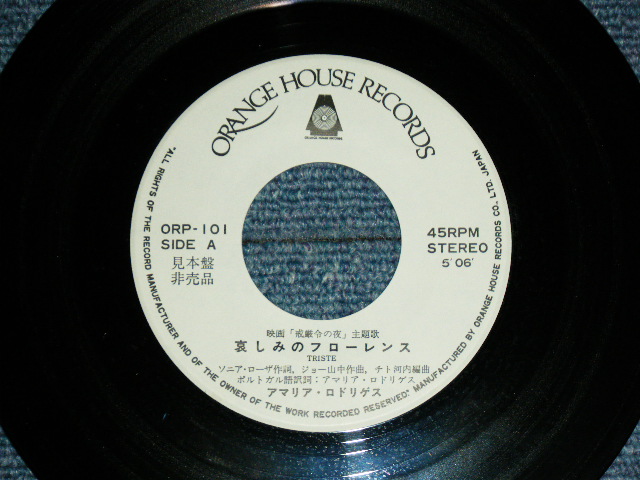 ORANGE HOUSE RECORDS
ORANGE HOUSE RECORDS
ORP-101
SIDE A
見本盤
非売品
45RPM
STEREO
5'06'
映画「戒厳令の夜」主題歌
哀しみのフローレンス
TRISTE
ソニア・ローザ作詞, ジョー山中作曲, チト河内編曲
ポルトガル語訳詞：アマリア・ロドリゲス
アマリア・ロドリゲス
"ALL RIGHTS OF THE RECORD MANUFACTURER AND OF THE OWNER OF THE WORK RECORDED RESERVED" MANUFACTURED BY ORANGE HOUSE RECORDS CO., LTD. JAPAN